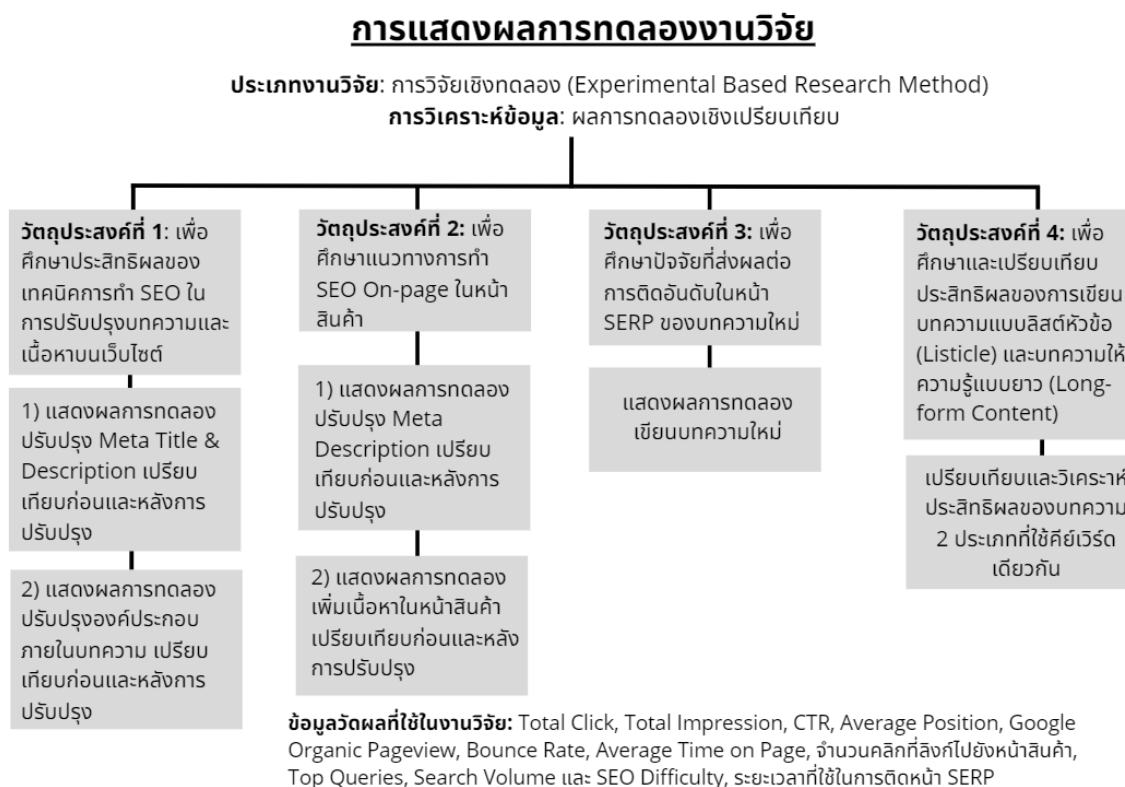 การแสดงผลการทดลองงานวิจัย
ประเภทงานวิจัย: การวิจัยเชิงทดลอง (Experimental Based Research Method)
การวิเคราะห์ข้อมูล: ผลการทดลองเชิงเปรียบเทียบ
วัตถุประสงค์ที่ 1: เพื่อ
ศึกษาประสิทธิผลของ
เทคนิคการทำ SEO ใน
การปรับปรุงบทความและ
เนื้อหาบนเว็บไซต์
1) แสดงผลการทดลอง
ปรับปรุง Meta Title &
Description เปรียบ
เทียบก่อนและหลังการ
ปรับปรุง
2) แสดงผลการทดลอง
ปรับปรุงองค์ประกอบ
ภายในบทความ เปรียบ
เทียบก่อนและหลังการ
ปรับปรุง
วัตถุประสงค์ที่ 2: เพื่อ
ศึกษาแนวทางการทำ
SEO On-page ในหน้า
สินค้า
1) แสดงผลการทดลอง
ปรับปรุง Meta
Description เปรียบ
เทียบก่อนและหลังการ
ปรับปรุง
2) แสดงผลการทดลอง
เพิ่มเนื้อหาในหน้าสินค้า
เปรียบเทียบก่อนและหลัง
การปรับปรุง
วัตถุประสงค์ที่ 3: เพื่อ
ศึกษาปัจจัยที่ส่งผลต่อ
การติดอันดับในหน้า
SERP ของบทความใหม่
แสดงผลการทดลอง
เขียนบทความใหม่
วัตถุประสงค์ที่ 4: เพื่อ
ศึกษาและเปรียบเทียบ
ประสิทธิผลของการเขียน
บทความแบบลิสต์หัวข้อ
(Listicle) และบทความให้
ความรู้แบบยาว (Long-
form Content)
เปรียบเทียบและวิเคราะห์
ประสิทธิผลของบทความ
2 ประเภทที่ใช้คีย์เวิร์ด
เดียวกัน
ข้อมูลวัดผลที่ใช้ในงานวิจัย: Total Click, Total Impression, CTR, Average Position, Google
Organic Pageview, Bounce Rate, Average Time on Page, จำนวนคลิกที่ลิงก์ไปยังหน้าสินค้า,
Top Queries, Search Volume และ SEO Difficulty, ระยะเวลาที่ใช้ในการติดหน้า SERP